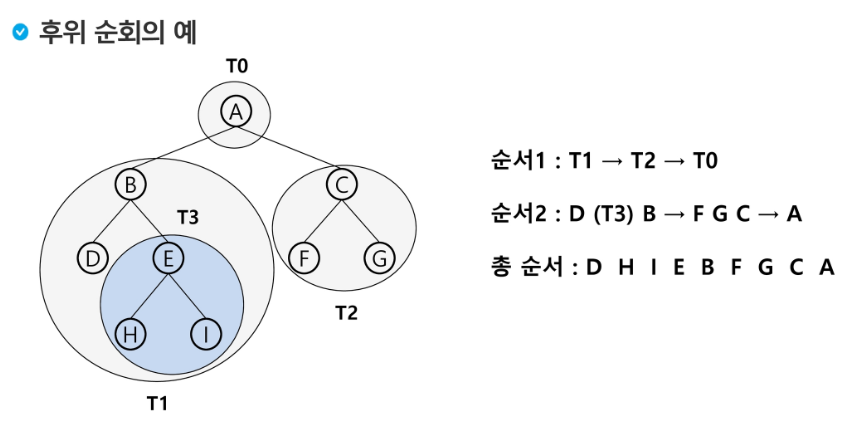 후위 순회의 예
T0
A
B
C
T3
D
E
F
G
H
I
T2
T1
순서1 : T1 → T2 → T0
순서2 : D (T3) B → F G C → A
총 순서 : D H I E B F G C A